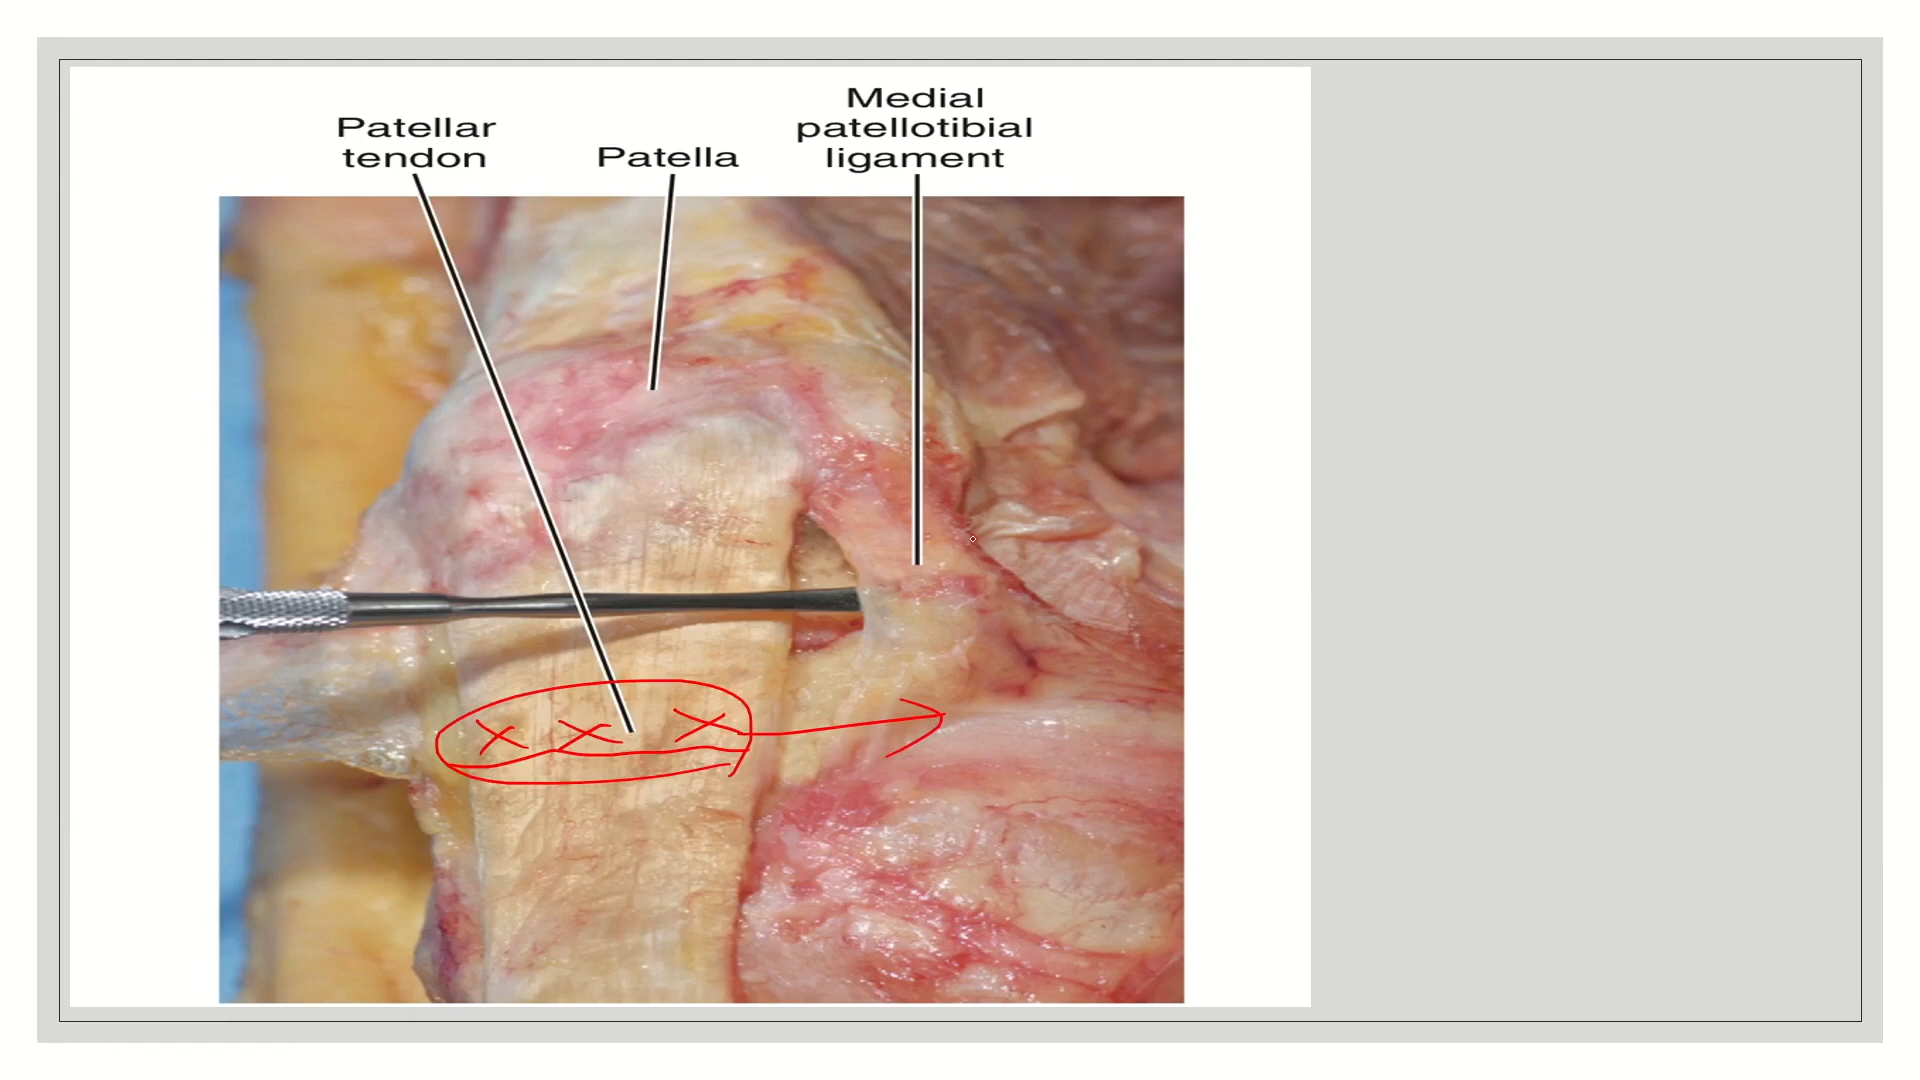 Patellar
tendon
Patella
Medial
patellotibial
ligament